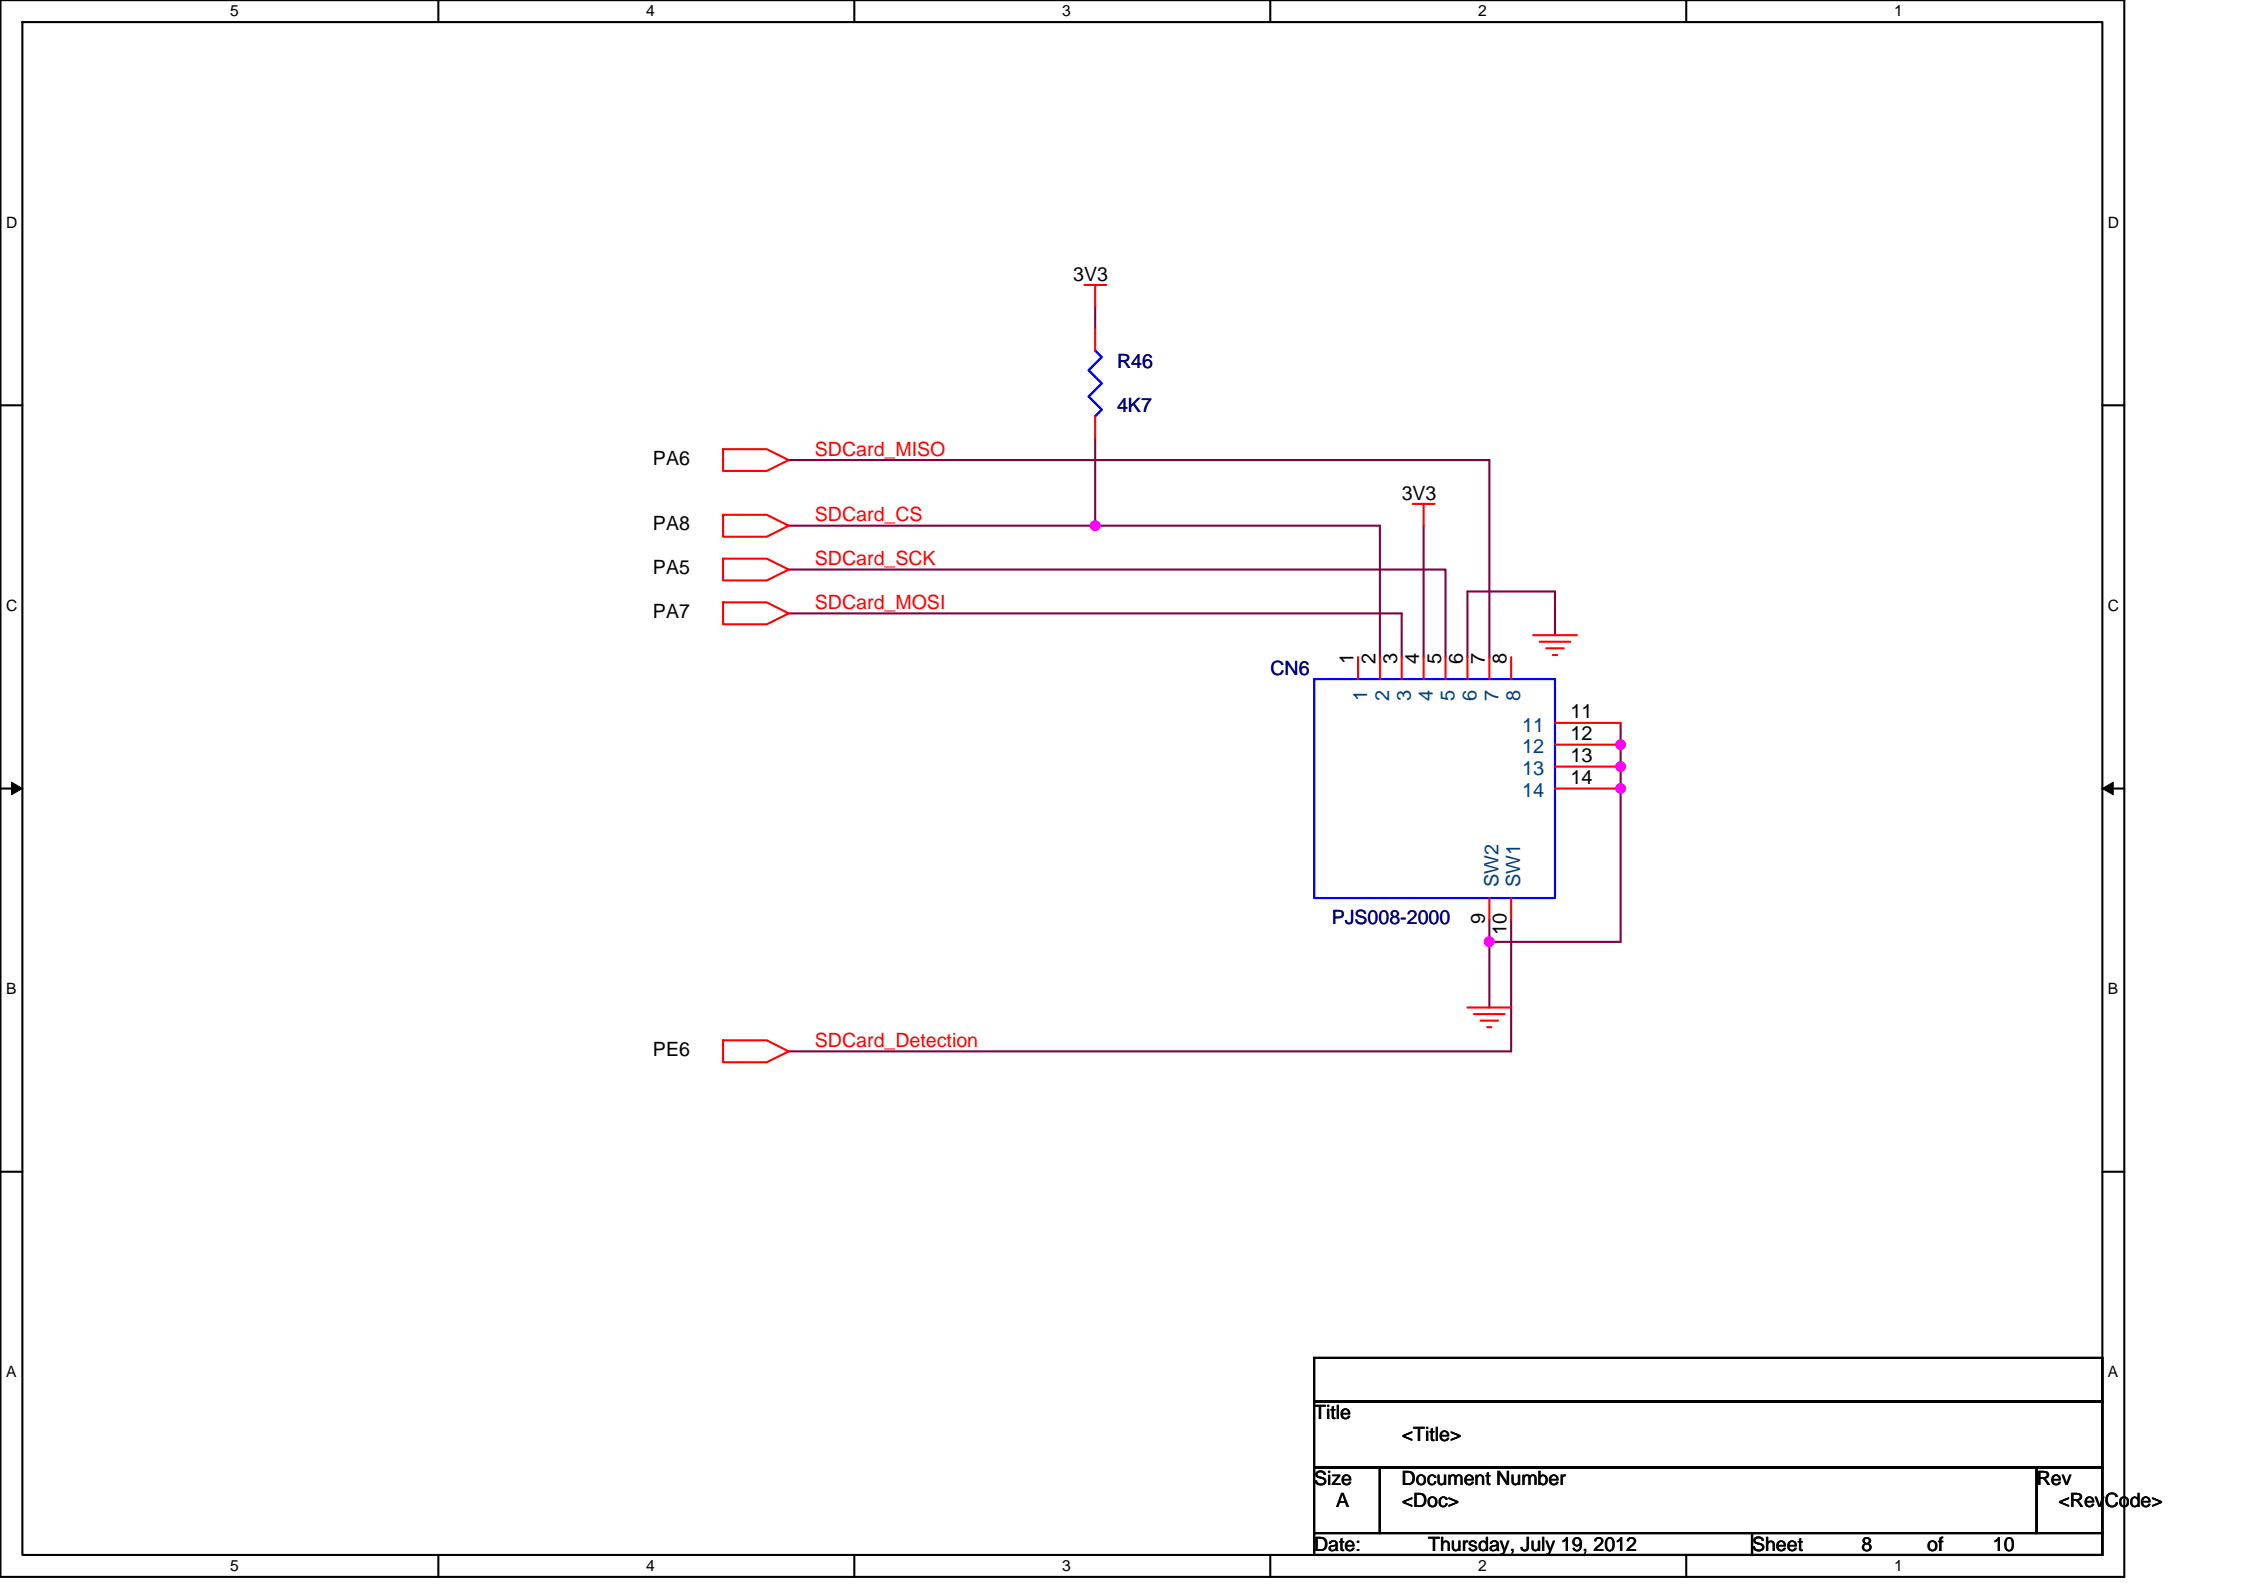 5 4 3 2 1
D D
3V3
R46
4K7
PA6 SDCard_MISO
3V3
PA8 SDCard_CS
PA5 SDCard_SCK
PA7 SDCard_MOSI
C C
CN6 1 2 3 4 5 6 7 8
1 2 3 4 5 6 7 8
11 11
12 12
13 13
14 14
SW2 SW1
PJS008-2000 9 10
B B
PE6 SDCard_Detection
A A
Title
<Title>
Size Document Number Rev
A <Doc> <RevCode>
Date: Thursday, July 19, 2012 Sheet 8 of 10
5 4 3 2 1